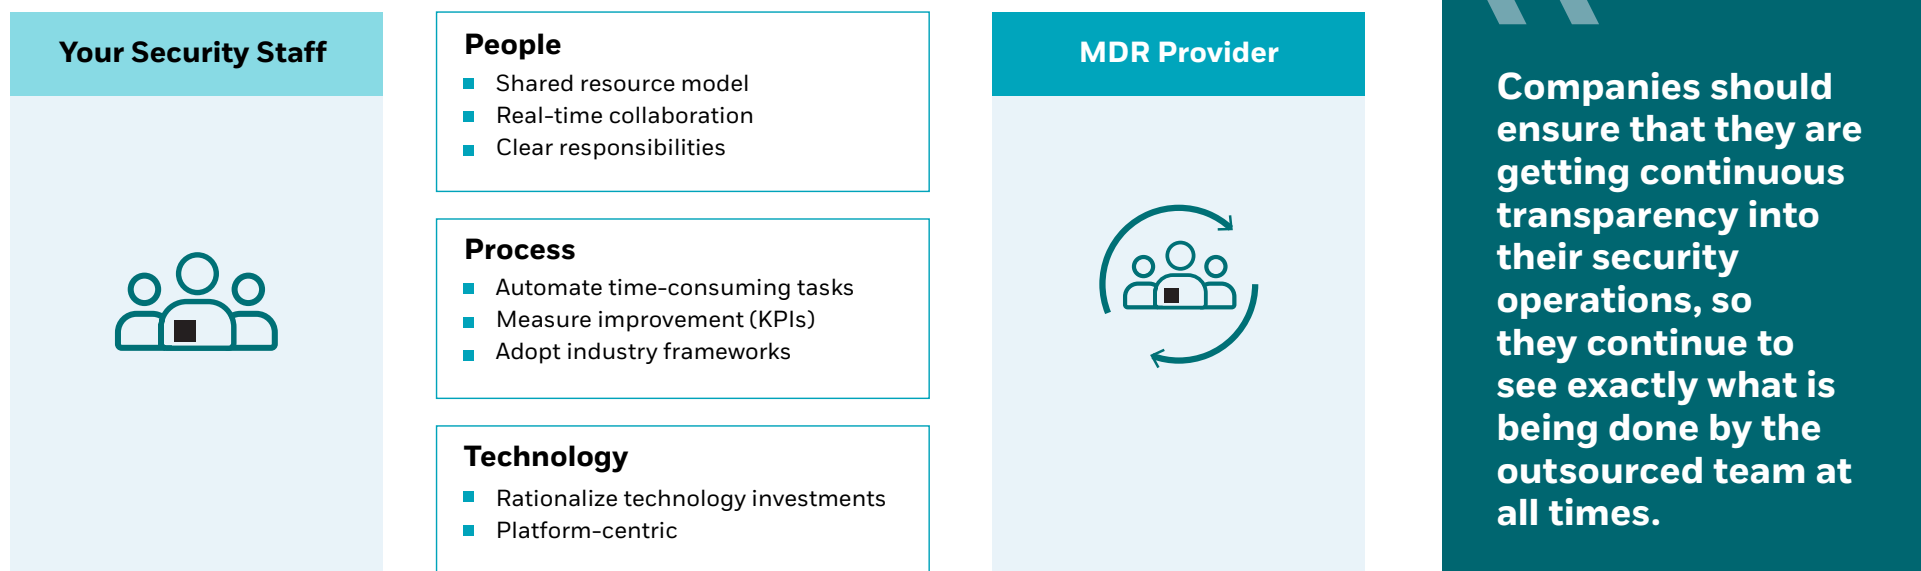 Your Security Staff
People
Shared resource model
Real-time collaboration
Clear responsibilities
Process
Automate time-consuming tasks
Measure improvement (KPIs)
Adopt industry frameworks
Technology
Rationalize technology investments
Platform-centric
MDR Provider
Companies should
ensure that they are
getting continuous
transparency into
their security
operations, so
they continue to
see exactly what is
being done by the
outsourced team at
all times.